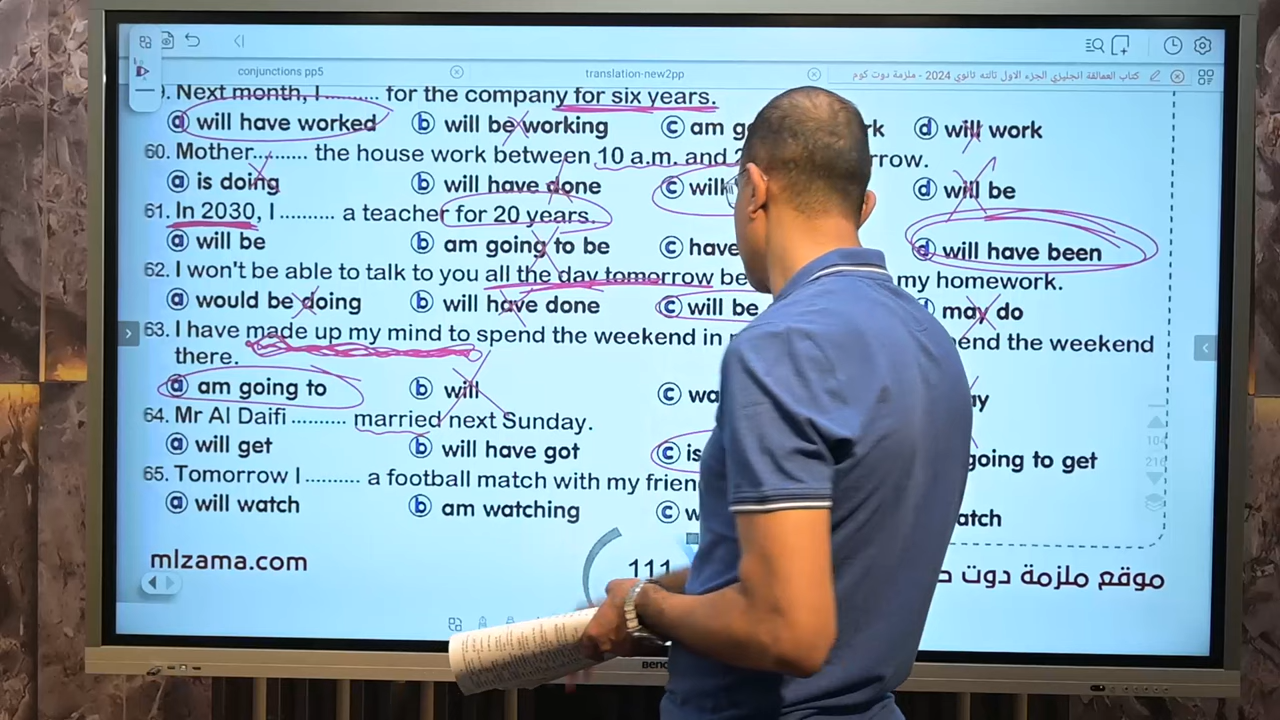 conjunctions pp5
translation-new2pp
كتاب العمالقة انجليزي الجزء الاول تالته ثانوي 2024 - ملزمة دوت كوم
9. Next month, I ......... for the company for six years.
ⓐ will have worked ⓑ will be working ⓒ am ⓓ will work
60. Mother.......... the house work between 10 a.m. and
ⓐ is doing ⓑ will have done ⓒ will ⓓ will be
61. In 2030, I .......... a teacher for 20 years.
ⓐ will be ⓑ am going to be ⓒ have ⓓ will have been
62. I won't be able to talk to you all the day tomorrow my homework.
ⓐ would be doing ⓑ will have done ⓒ will be may do
63. I have made up my mind to spend the weekend in the weekend
there.
ⓐ am going to ⓑ will ⓒ
64. Mr Al Daifi .......... married next Sunday.
ⓐ will get ⓑ will have got ⓒ is going to get
65. Tomorrow I .......... a football match with my
ⓐ will watch ⓑ am watching ⓒ
mlzama.com
111
موقع ملزمة دوت